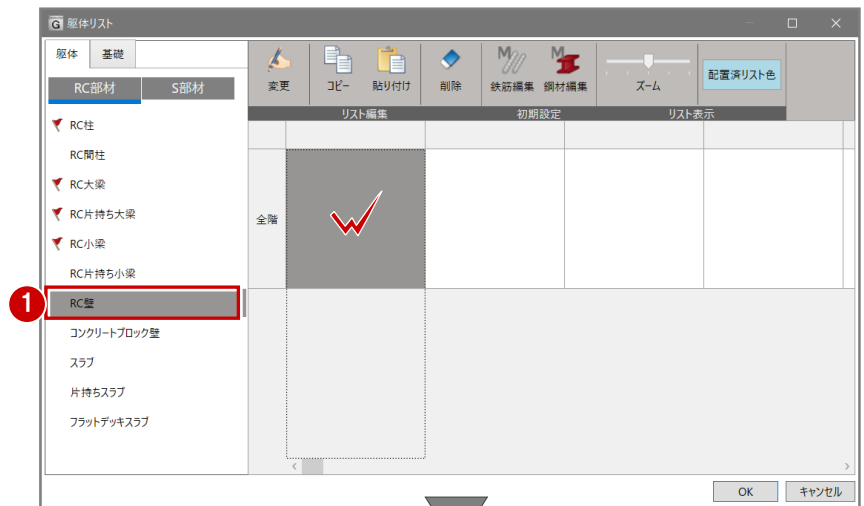 G 躯体リスト
躯体 基礎
RC部材 S部材
変更 コピー 貼り付け 削除 鉄筋編集 鋼材編集 ズーム 配置済リスト色
リスト編集 初期設定 リスト表示
RC柱
RC間柱
RC大梁
RC片持ち大梁
RC小梁
RC片持ち小梁
1 RC壁
コンクリートブロック壁
スラブ
片持ちスラブ
フラットデッキスラブ
全階
OK キャンセル